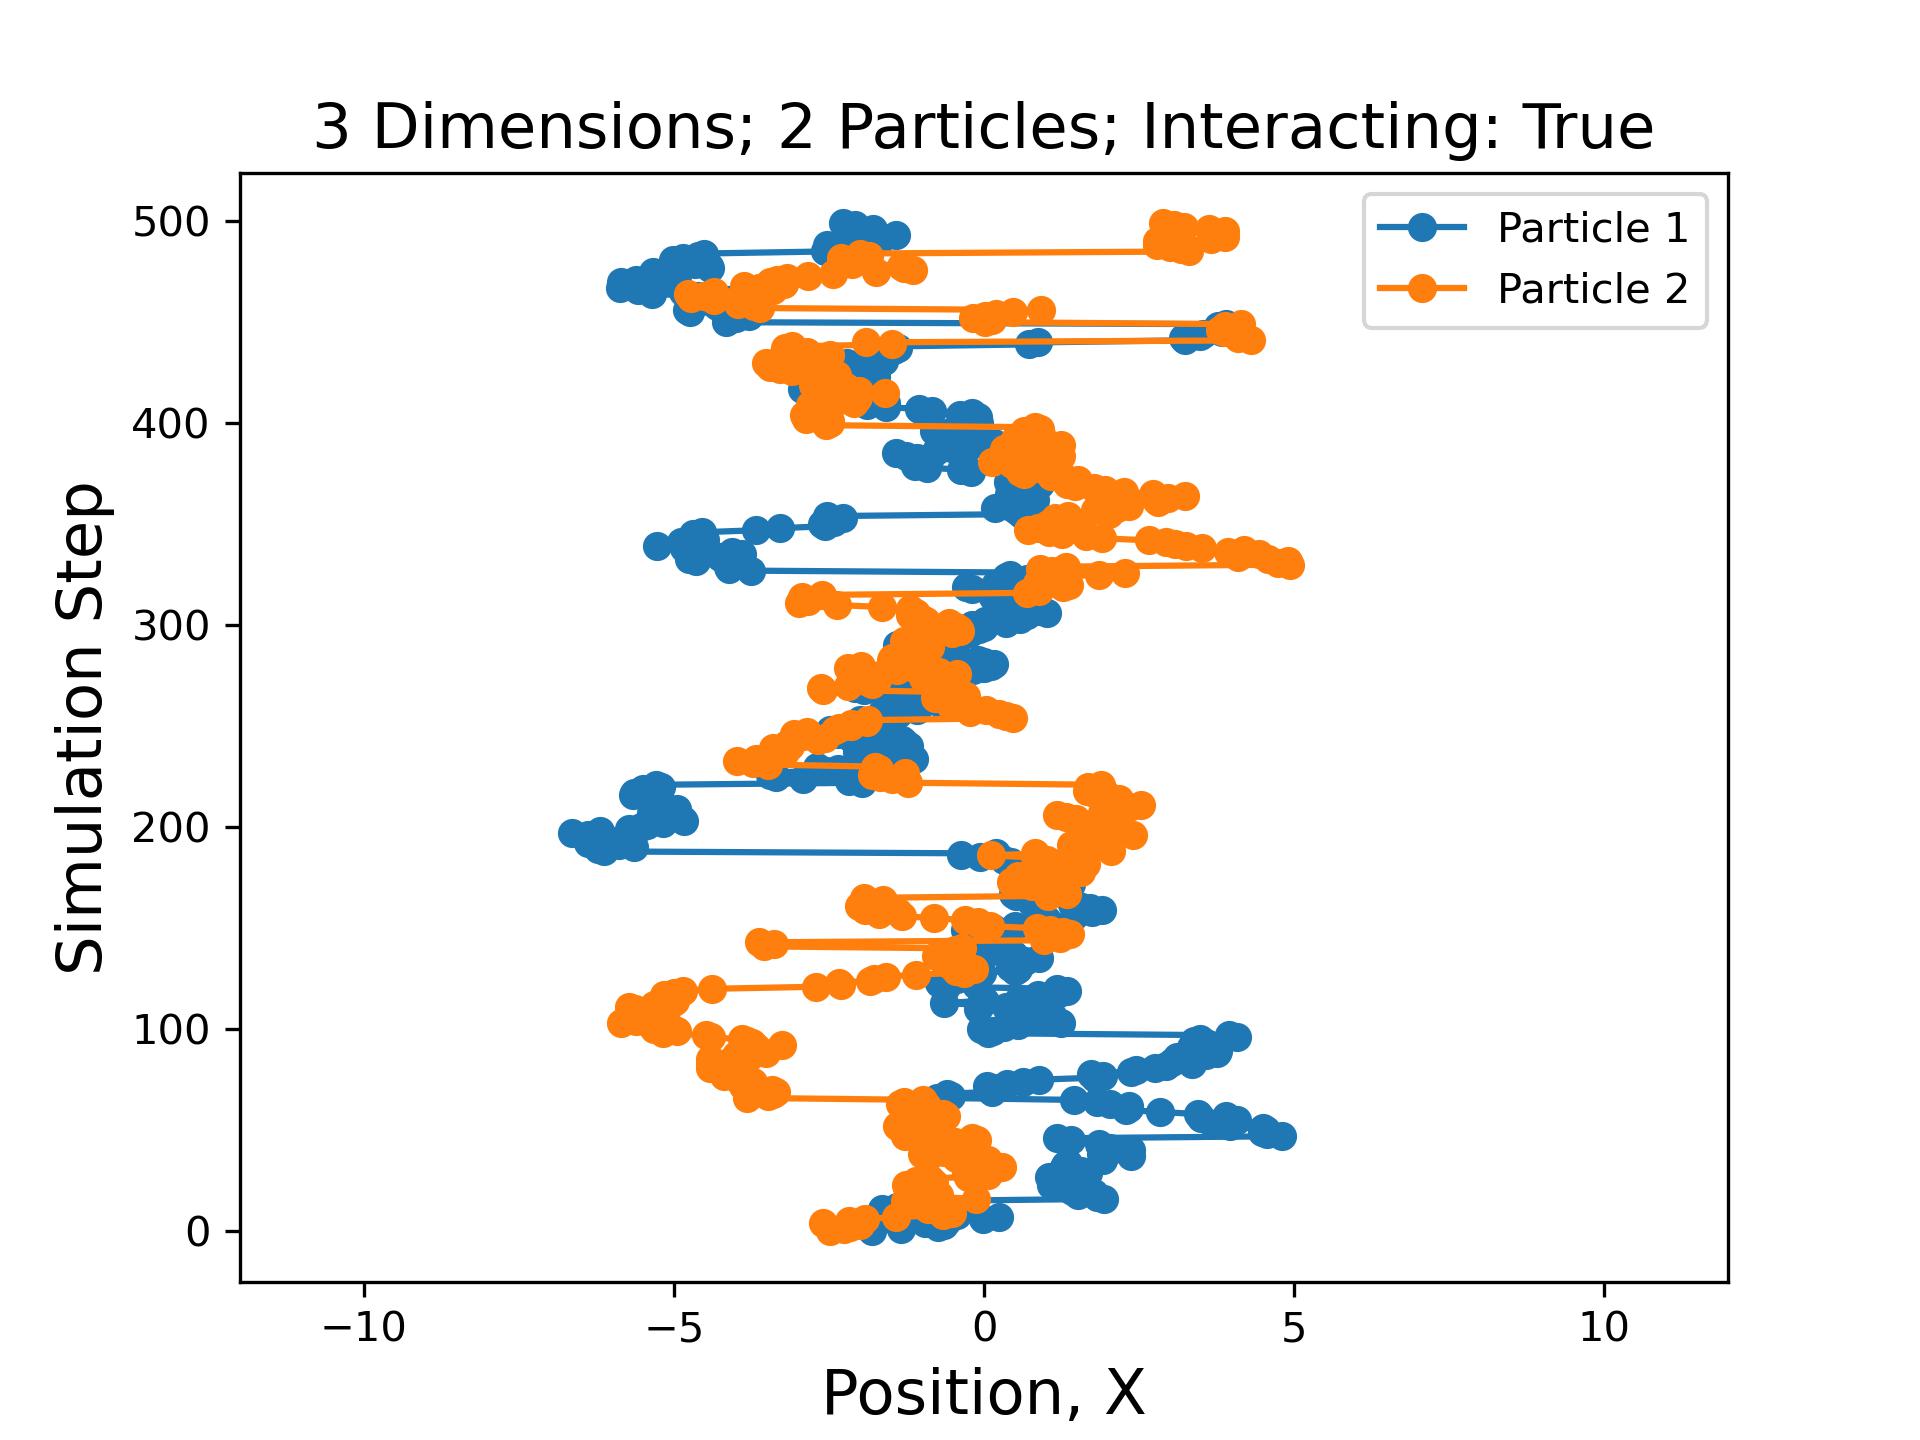 3 Dimensions; 2 Particles; Interacting: True
Particle 1
Particle 2
500
400
300
200
100
0
Simulation Step
−10
−5
0
5
10
Position, X